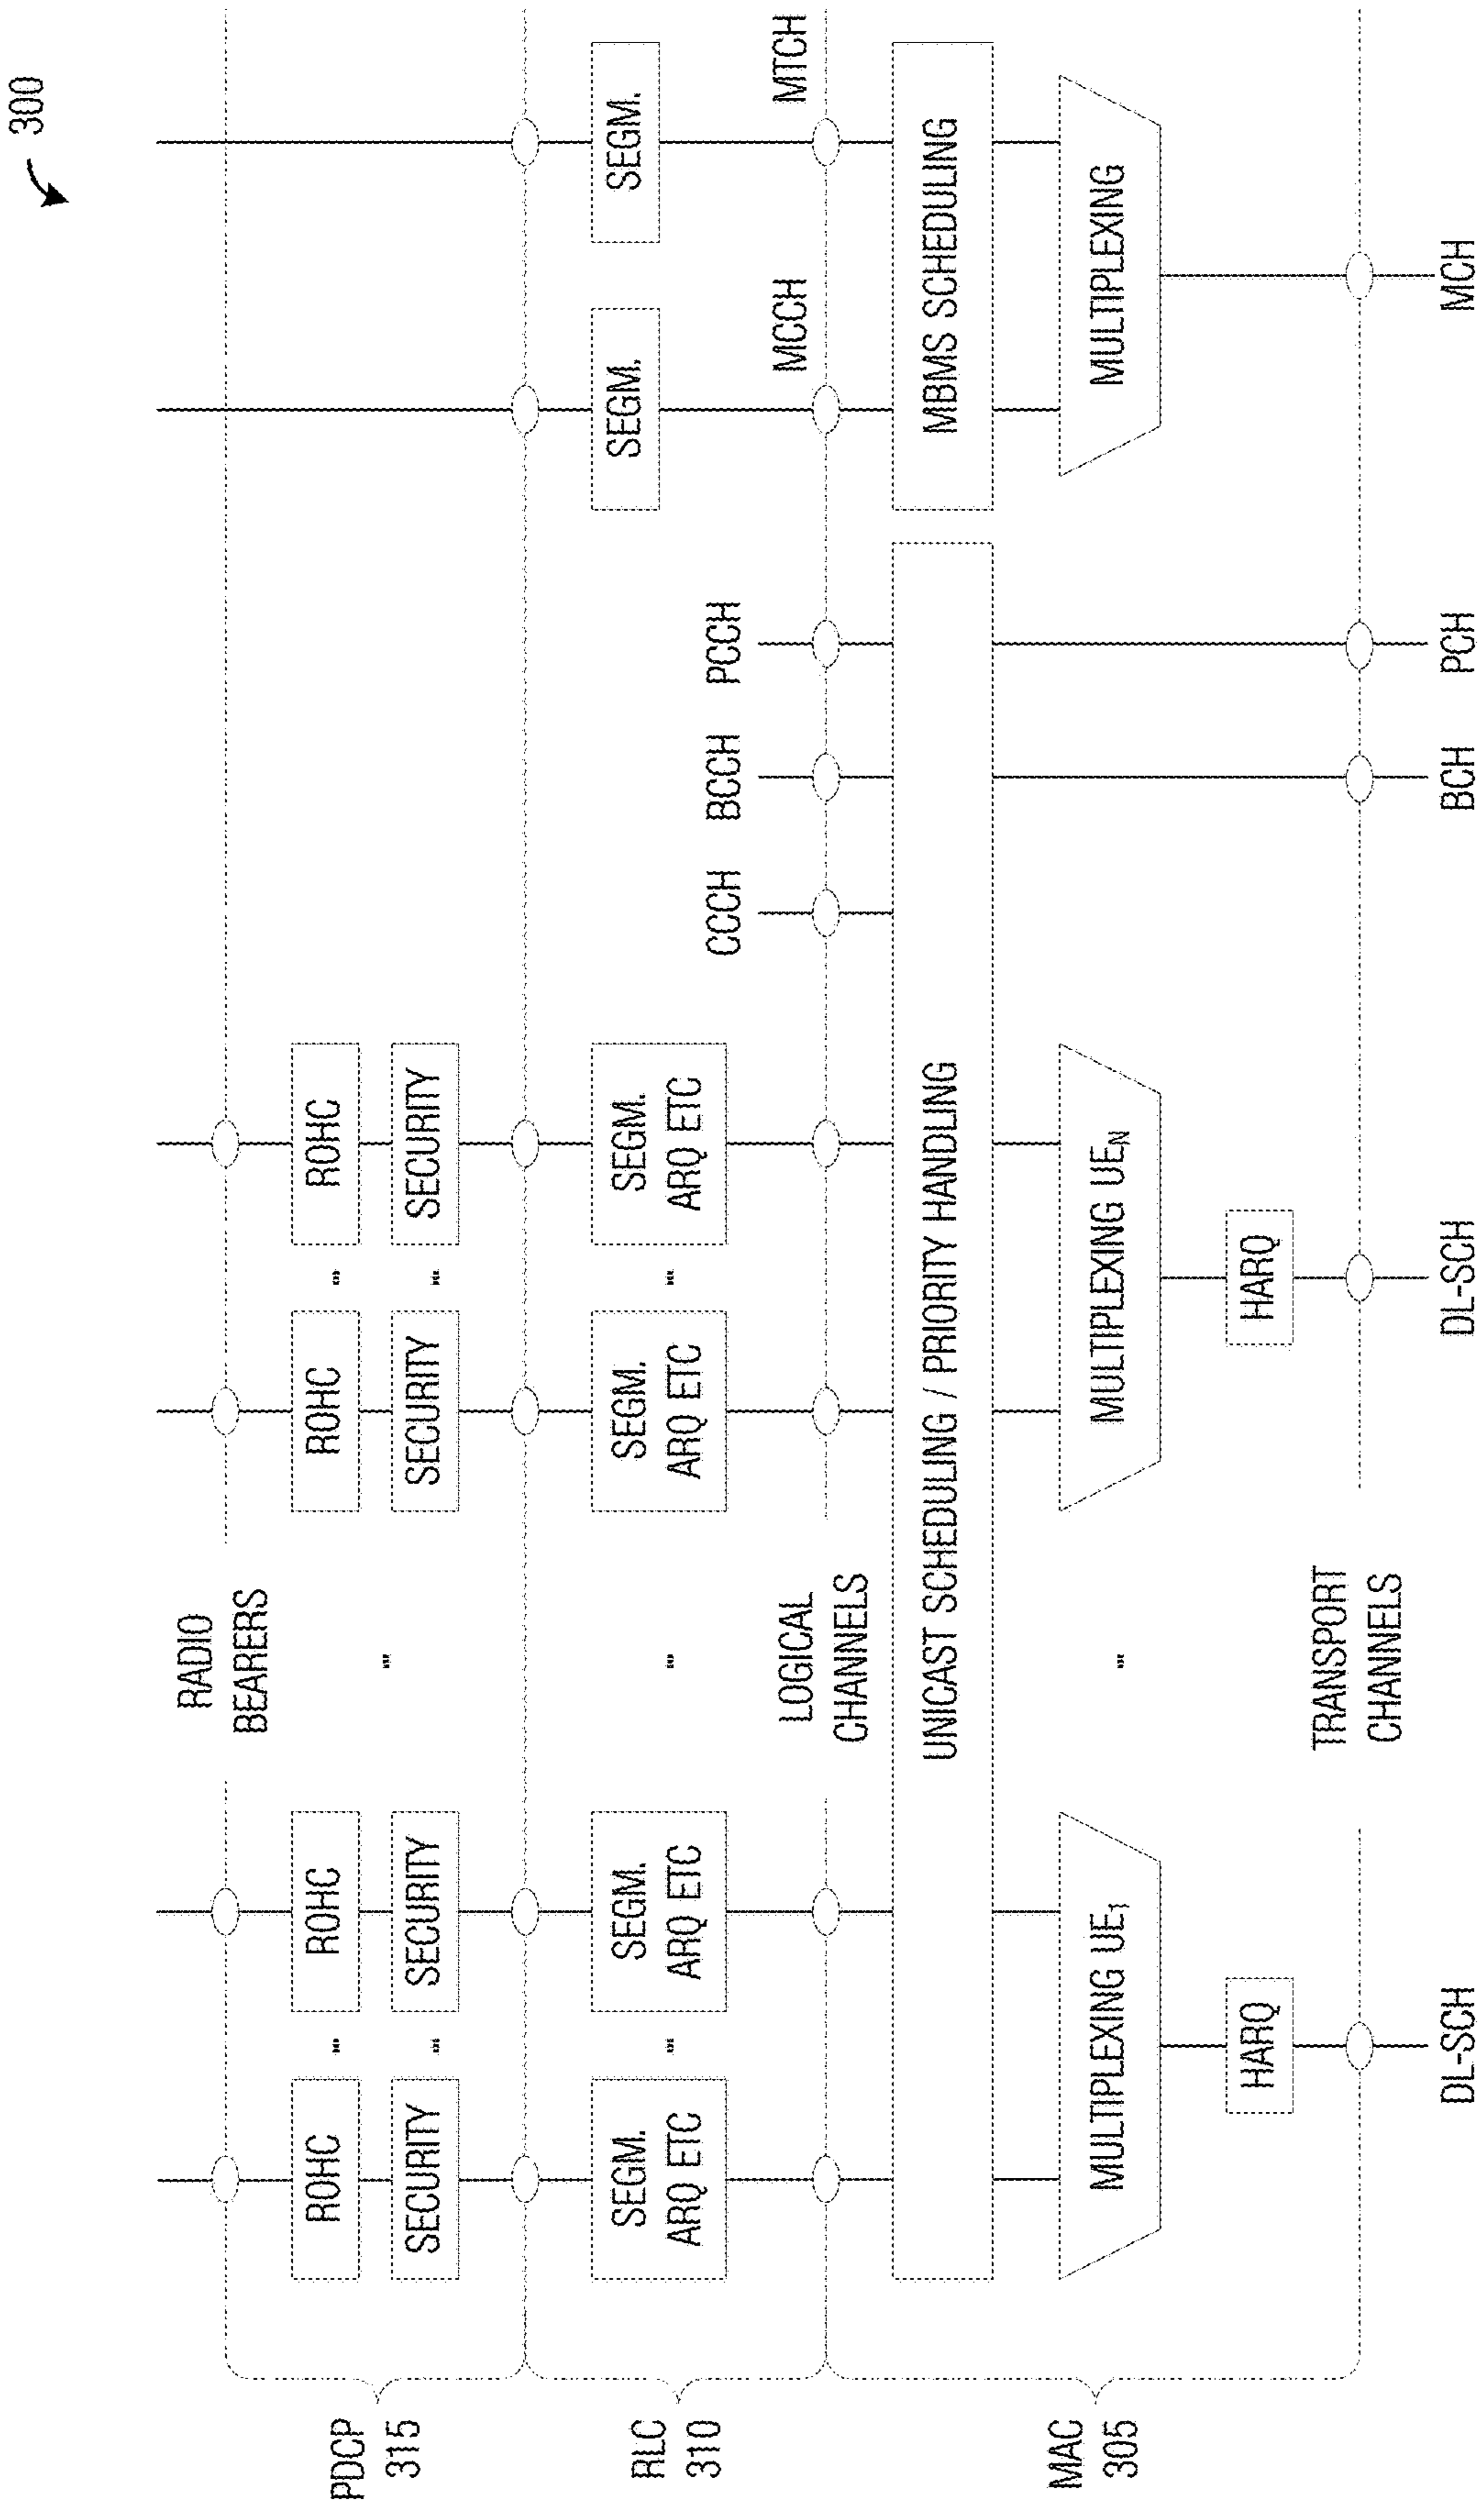 300
RADIO
BEARERS
PDCP
315
ROHC
...
ROHC
ROHC
...
ROHC
...
SECURITY
...
SECURITY
SECURITY
...
SECURITY
RLC
310
SEGM.
ARQ ETC
...
SEGM.
ARQ ETC
...
SEGM.
ARQ ETC
...
SEGM.
ARQ ETC
SEGM.
SEGM.
LOGICAL
CHANNELS
CCCH
BCCH
PCCH
MCCH
MTCH
MAC
305
UNICAST SCHEDULING / PRIORITY HANDLING
MBMS SCHEDULING
MULTIPLEXING UE1
...
MULTIPLEXING UEN
MULTIPLEXING
HARQ
HARQ
TRANSPORT
CHANNELS
DL-SCH
DL-SCH
BCH
PCH
MCH